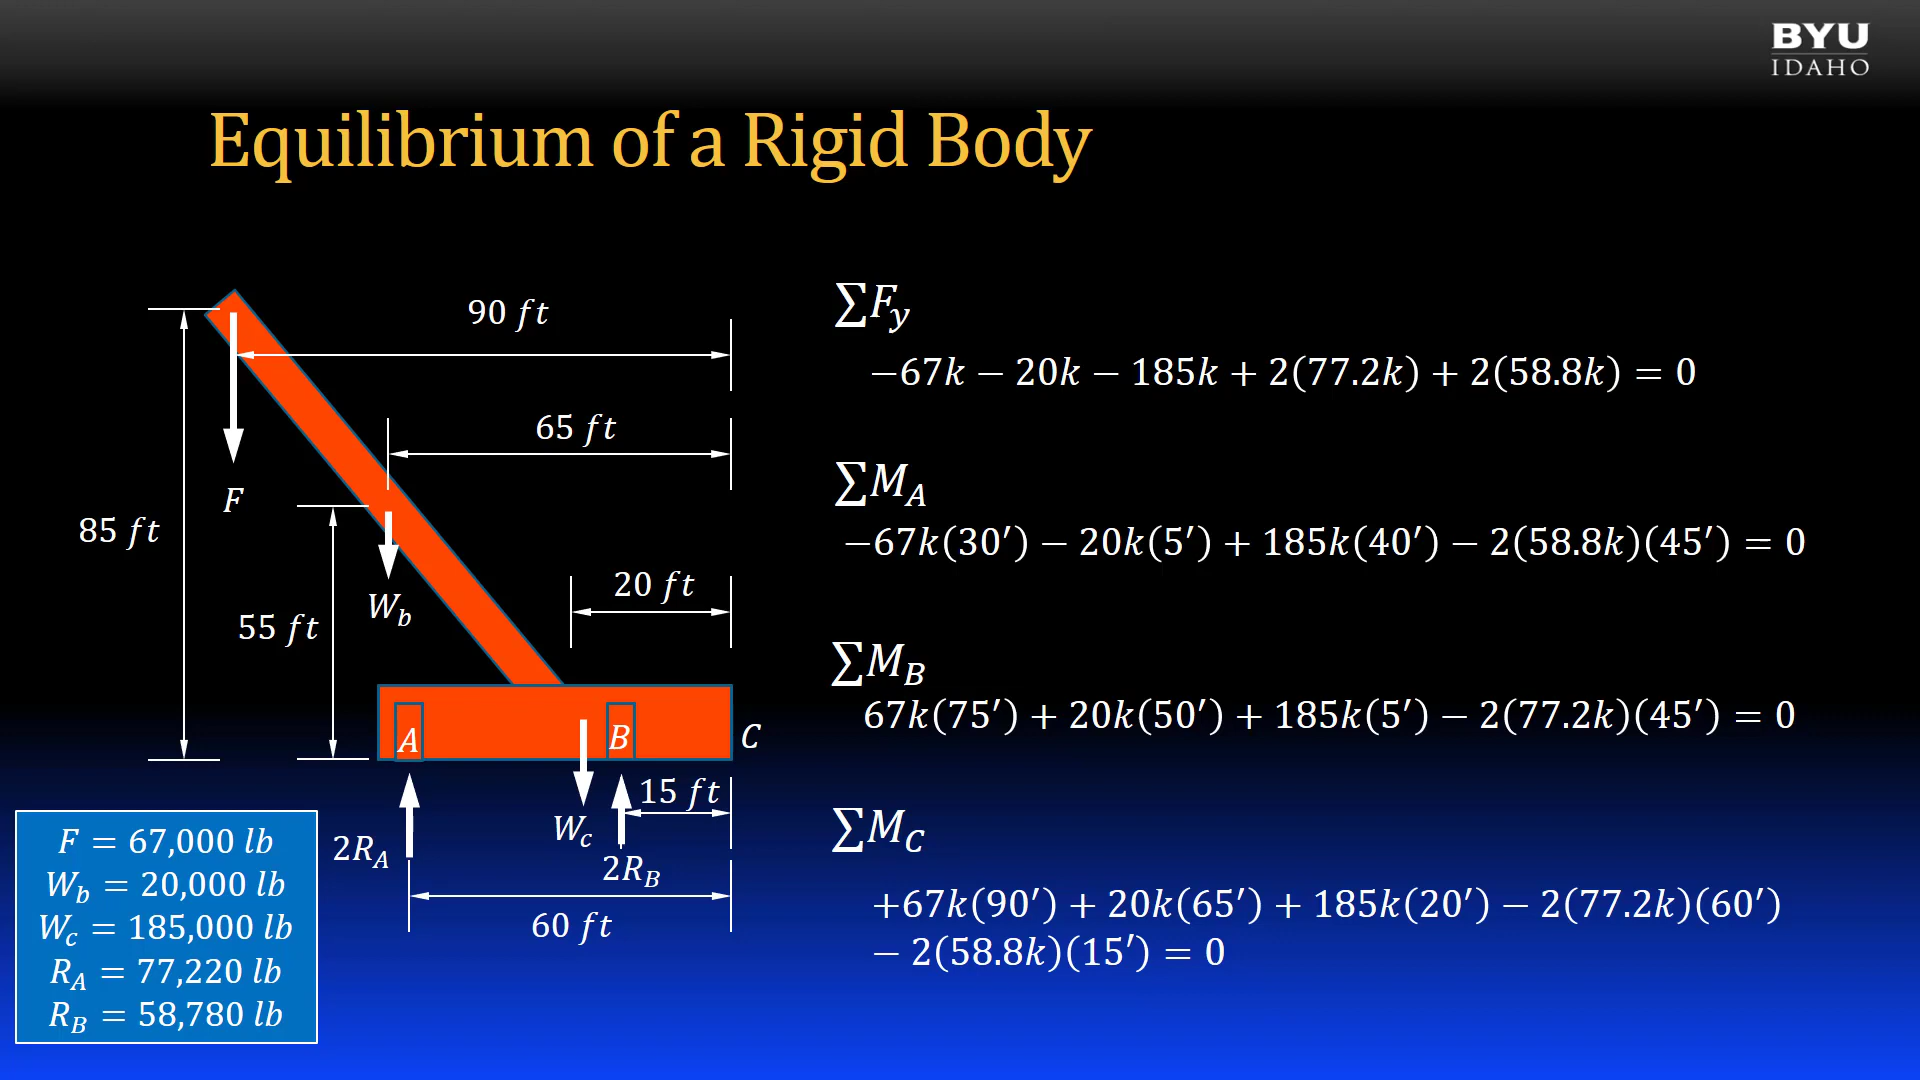 BYU
IDAHO
Equilibrium of a Rigid Body
90 ft
65 ft
F
85 ft
20 ft
W_b
55 ft
A
B
C
15 ft
W_c
2R_A
2R_B
60 ft
F = 67,000 lb
W_b = 20,000 lb
W_c = 185,000 lb
R_A = 77,220 lb
R_B = 58,780 lb
∑F_y
−67k − 20k − 185k + 2(77.2k) + 2(58.8k) = 0
∑M_A
−67k(30′) − 20k(5′) + 185k(40′) − 2(58.8k)(45′) = 0
∑M_B
67k(75′) + 20k(50′) + 185k(5′) − 2(77.2k)(45′) = 0
∑M_C
+67k(90′) + 20k(65′) + 185k(20′) − 2(77.2k)(60′)
− 2(58.8k)(15′) = 0